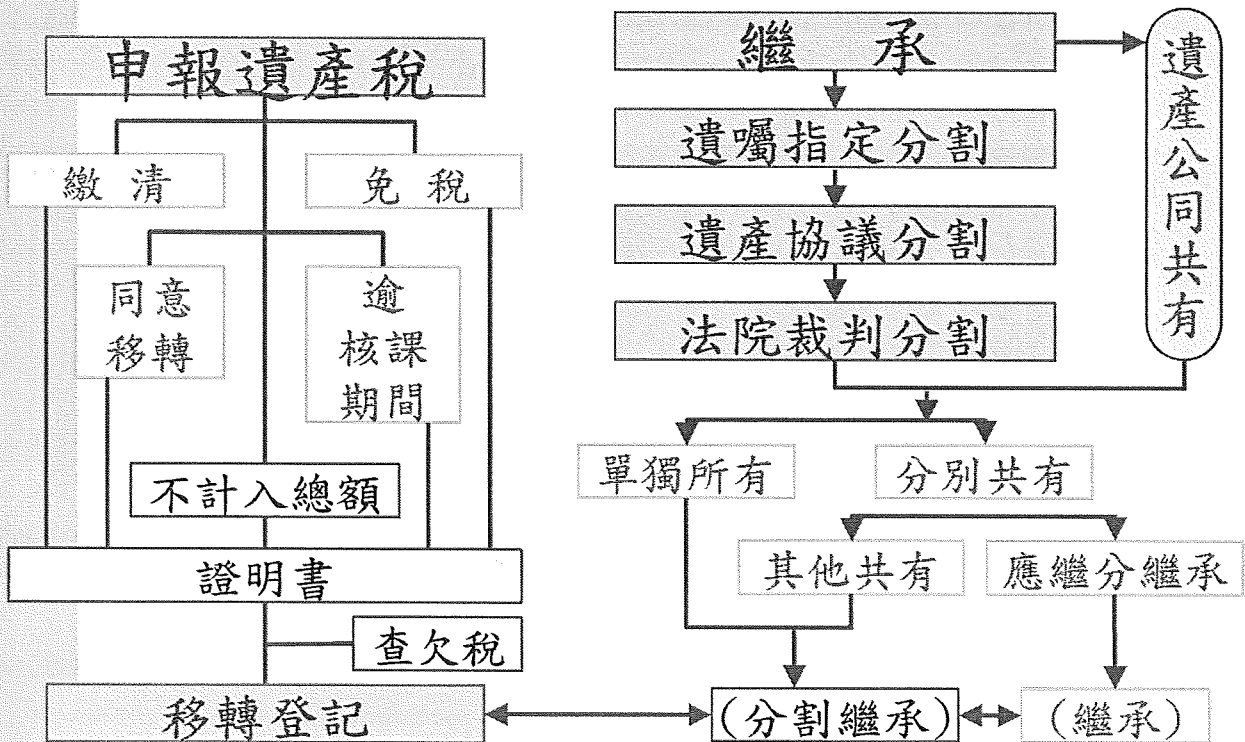 申報遺產稅
繳清
免稅
同意
移轉
逾
核課
期間
不計入總額
證明書
查欠稅
移轉登記
繼承
遺產公同共有
遺囑指定分割
遺產協議分割
法院裁判分割
單獨所有
分別共有
其他共有
應繼分繼承
(分割繼承)
(繼承)